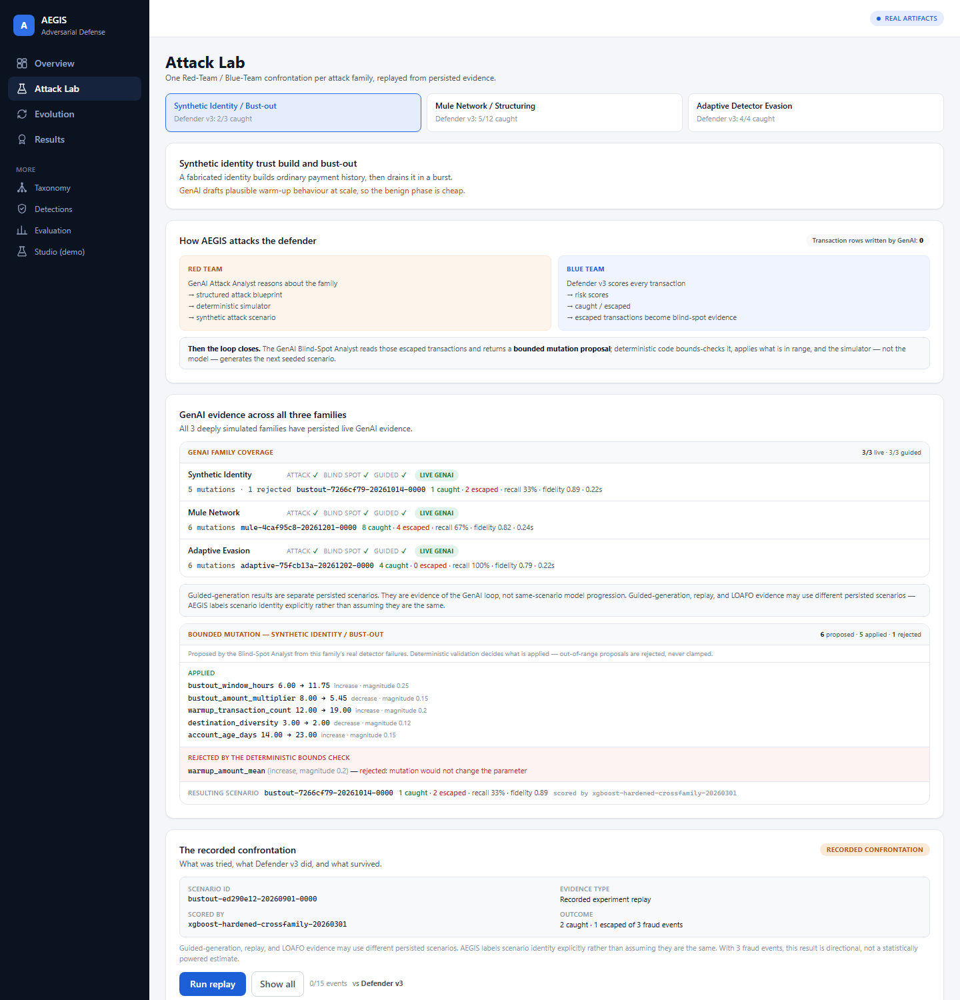 A
AEGIS
Adversarial Defense
Overview
Attack Lab
Evolution
Results
MORE
Taxonomy
Detections
Evaluation
Studio (demo)
REAL ARTIFACTS
Attack Lab
One Red-Team / Blue-Team confrontation per attack family, replayed from persisted evidence.
Synthetic Identity / Bust-out
Defender v3: 2/3 caught
Mule Network / Structuring
Defender v3: 5/12 caught
Adaptive Detector Evasion
Defender v3: 4/4 caught
Synthetic identity trust build and bust-out
A fabricated identity builds ordinary payment history, then drains it in a burst.
GenAI drafts plausible warm-up behaviour at scale, so the benign phase is cheap.
How AEGIS attacks the defender
Transaction rows written by GenAI: 0
RED TEAM
GenAI Attack Analyst reasons about the family
→ structured attack blueprint
→ deterministic simulator
→ synthetic attack scenario
BLUE TEAM
Defender v3 scores every transaction
→ risk scores
→ caught / escaped
→ escaped transactions become blind-spot evidence
Then the loop closes. The GenAI Blind-Spot Analyst reads those escaped transactions and returns a bounded mutation proposal; deterministic code bounds-checks it, applies what is in range, and the simulator — not the
model — generates the next seeded scenario.
GenAI evidence across all three families
All 3 deeply simulated families have persisted live GenAI evidence.
GENAI FAMILY COVERAGE
3/3 live · 3/3 guided
Synthetic Identity ATTACK ✓ BLIND SPOT ✓ GUIDED ✓ LIVE GENAI
5 mutations · 1 rejected bustout-7266cf79-20261014-0000 1 caught · 2 escaped · recall 33% · fidelity 0.89 · 0.22s
Mule Network ATTACK ✓ BLIND SPOT ✓ GUIDED ✓ LIVE GENAI
6 mutations mule-4caf95c8-20261201-0000 8 caught · 4 escaped · recall 67% · fidelity 0.82 · 0.24s
Adaptive Evasion ATTACK ✓ BLIND SPOT ✓ GUIDED ✓ LIVE GENAI
6 mutations adaptive-75fcb13a-20261202-0000 4 caught · 0 escaped · recall 100% · fidelity 0.79 · 0.22s
Guided-generation results are separate persisted scenarios. They are evidence of the GenAI loop, not same-scenario model progression. Guided-generation, replay, and LOAFO evidence may use different persisted scenarios —
AEGIS labels scenario identity explicitly rather than assuming they are the same.
BOUNDED MUTATION — SYNTHETIC IDENTITY / BUST-OUT
6 proposed · 5 applied · 1 rejected
Proposed by the Blind-Spot Analyst from this family's real detector failures. Deterministic validation decides what is applied — out-of-range proposals are rejected, never clamped.
APPLIED
bustout_window_hours 6.00 → 11.75 increase · magnitude 0.25
bustout_amount_multiplier 8.00 → 5.45 decrease · magnitude 0.15
warmup_transaction_count 12.00 → 19.00 increase · magnitude 0.2
destination_diversity 3.00 → 2.00 decrease · magnitude 0.12
account_age_days 14.00 → 23.00 increase · magnitude 0.15
REJECTED BY THE DETERMINISTIC BOUNDS CHECK
warmup_amount_mean (increase, magnitude 0.2) — rejected: mutation would not change the parameter
RESULTING SCENARIO bustout-7266cf79-20261014-0000 1 caught · 2 escaped · recall 33% · fidelity 0.89 scored by xgboost-hardened-crossfamily-20260301
The recorded confrontation
RECORDED CONFRONTATION
What was tried, what Defender v3 did, and what survived.
SCENARIO ID
bustout-ed290e12-20260901-0000
EVIDENCE TYPE
Recorded experiment replay
SCORED BY
xgboost-hardened-crossfamily-20260301
OUTCOME
2 caught · 1 escaped of 3 fraud events
Guided-generation, replay, and LOAFO evidence may use different persisted scenarios. AEGIS labels scenario identity explicitly rather than assuming they are the same. With 3 fraud events, this result is directional, not a statistically
powered estimate.
Run replay
Show all
0/15 events vs Defender v3